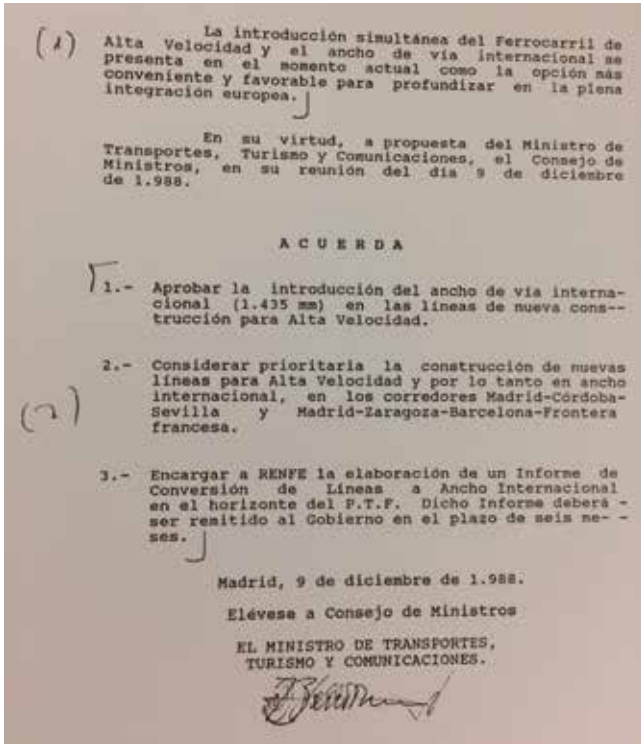 (1)
La introducción simultánea del Ferrocarril de
Alta Velocidad y el ancho de vía internacional se
presenta en el momento actual como la opción más
conveniente y favorable para profundizar en la plena
integración europea.
En su virtud, a propuesta del Ministro de
Transportes, Turismo y Comunicaciones, el Consejo de
Ministros, en su reunión del día 9 de diciembre
de 1.988.
A C U E R D A
1.- Aprobar la introducción del ancho de vía interna-
cional (1.435 mm) en las líneas de nueva cons--
trucción para Alta Velocidad.
2.- Considerar prioritaria la construcción de nuevas
líneas para Alta Velocidad y por lo tanto en ancho
internacional, en los corredores Madrid-Córdoba-
(2)
Sevilla y Madrid-Zaragoza-Barcelona-Frontera
francesa.
3.- Encargar a RENFE la elaboración de un Informe de
Conversión de Líneas a Ancho Internacional
en el horizonte del P.T.F. Dicho Informe deberá -
ser remitido al Gobierno en el plazo de seis me- -
ses.
Madrid, 9 de diciembre de 1.988.
Elévese a Consejo de Ministros
EL MINISTRO DE TRANSPORTES,
TURISMO Y COMUNICACIONES.